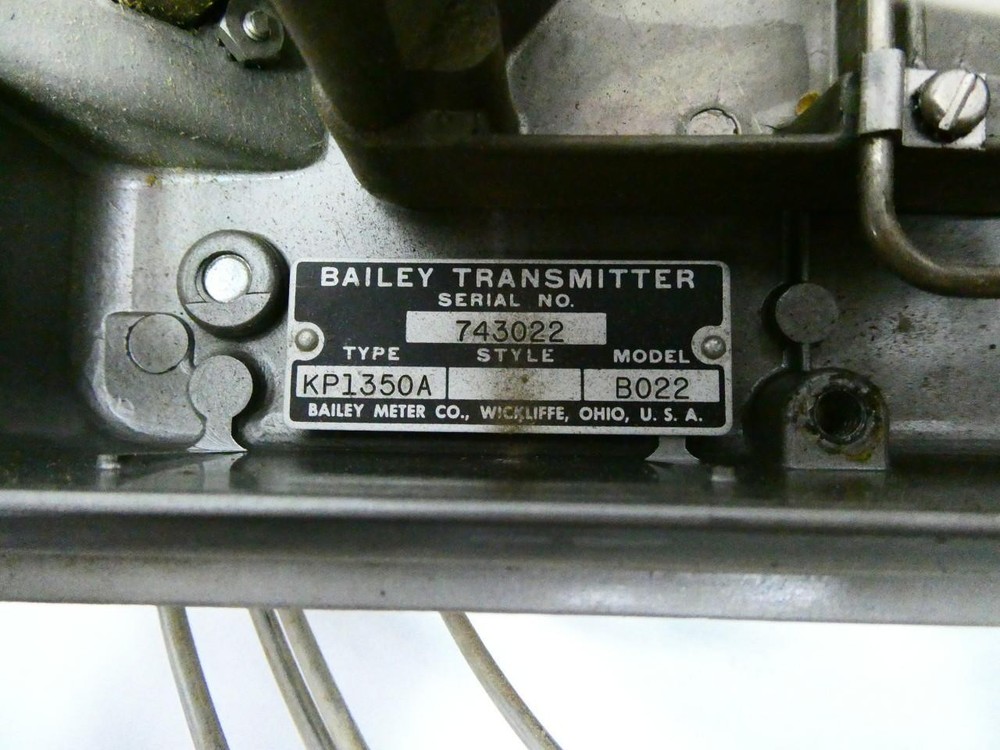 BAILEY TRANSMITTER
SERIAL NO.
743022
TYPE STYLE MODEL
KP1350A B022
BAILEY METER CO., WICKLIFFE, OHIO, U. S. A.